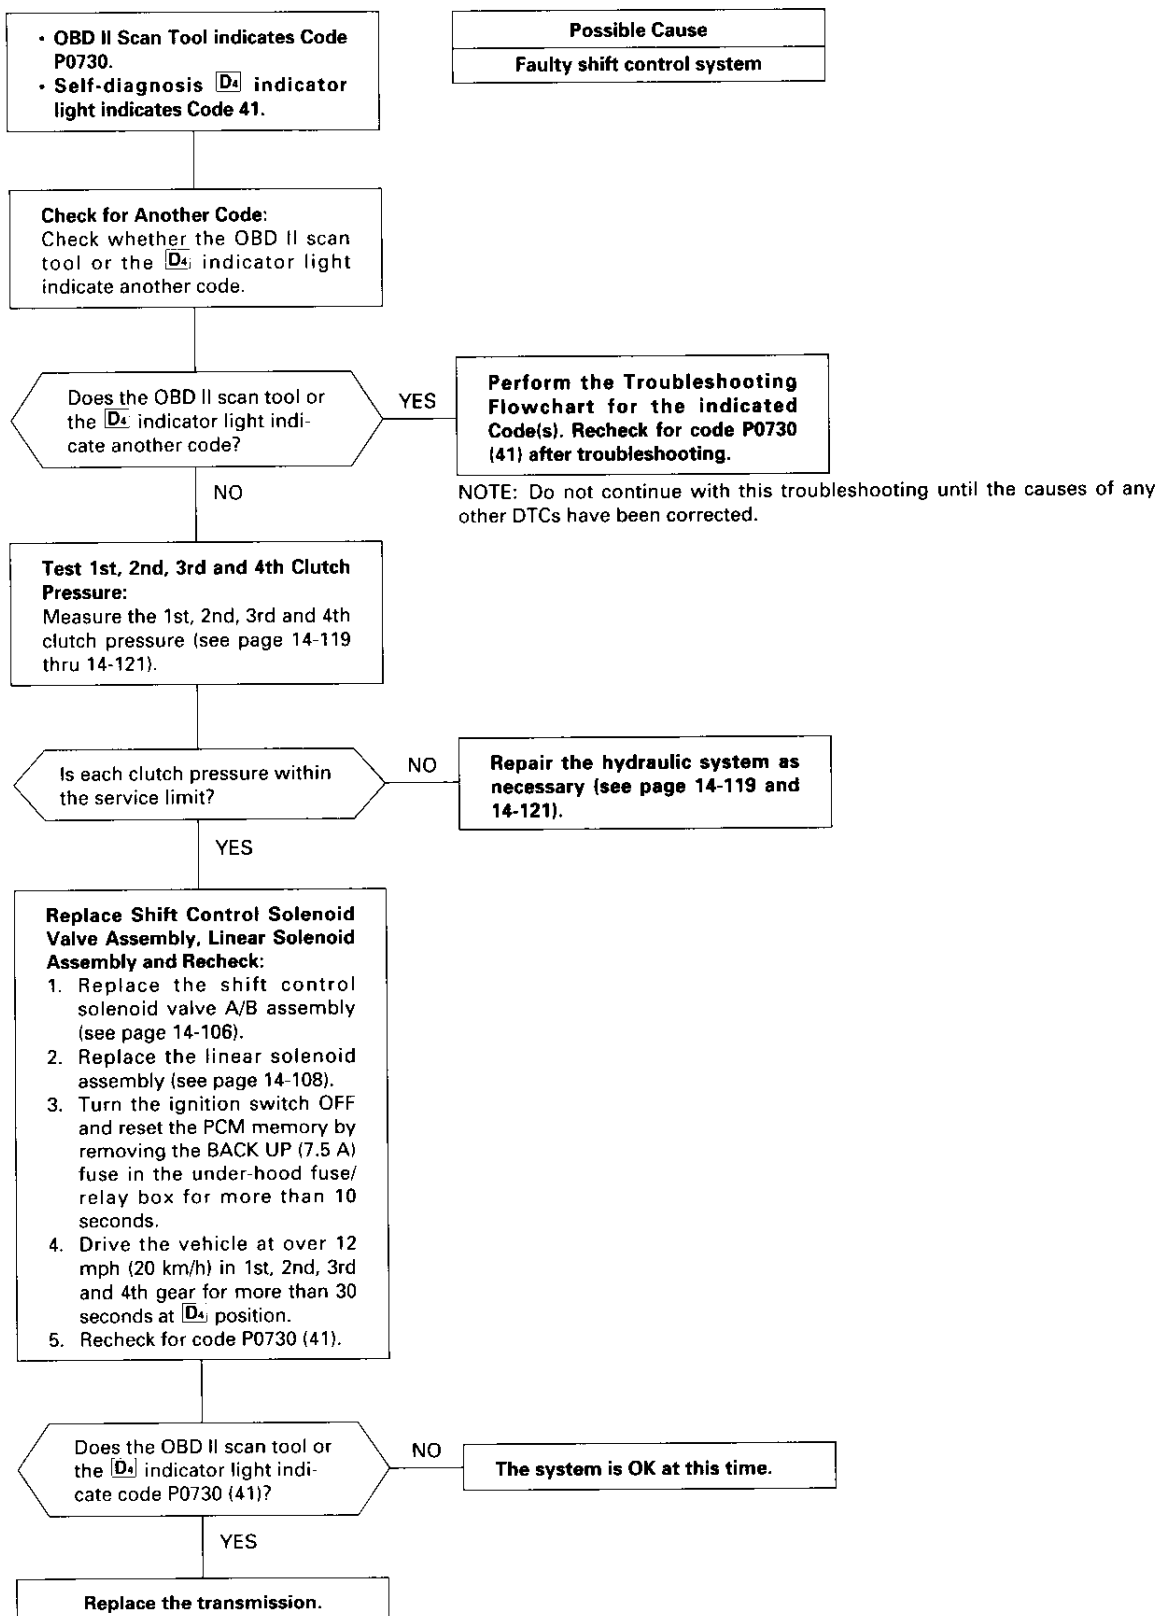 • OBD II Scan Tool indicates Code
P0730.
• Self-diagnosis D4 indicator
light indicates Code 41.
Possible Cause
Faulty shift control system
Check for Another Code:
Check whether the OBD II scan
tool or the D4 indicator light
indicate another code.
Does the OBD II scan tool or
the D4 indicator light indi-
cate another code?
YES
Perform the Troubleshooting
Flowchart for the indicated
Code(s). Recheck for code P0730
(41) after troubleshooting.
NO
NOTE: Do not continue with this troubleshooting until the causes of any
other DTCs have been corrected.
Test 1st, 2nd, 3rd and 4th Clutch
Pressure:
Measure the 1st, 2nd, 3rd and 4th
clutch pressure (see page 14-119
thru 14-121).
Is each clutch pressure within
the service limit?
NO
Repair the hydraulic system as
necessary (see page 14-119 and
14-121).
YES
Replace Shift Control Solenoid
Valve Assembly, Linear Solenoid
Assembly and Recheck:
1. Replace the shift control
solenoid valve A/B assembly
(see page 14-106).
2. Replace the linear solenoid
assembly (see page 14-108).
3. Turn the ignition switch OFF
and reset the PCM memory by
removing the BACK UP (7.5 A)
fuse in the under-hood fuse/
relay box for more than 10
seconds.
4. Drive the vehicle at over 12
mph (20 km/h) in 1st, 2nd, 3rd
and 4th gear for more than 30
seconds at D4 position.
5. Recheck for code P0730 (41).
Does the OBD II scan tool or
the D4 indicator light indi-
cate code P0730 (41)?
NO
The system is OK at this time.
YES
Replace the transmission.